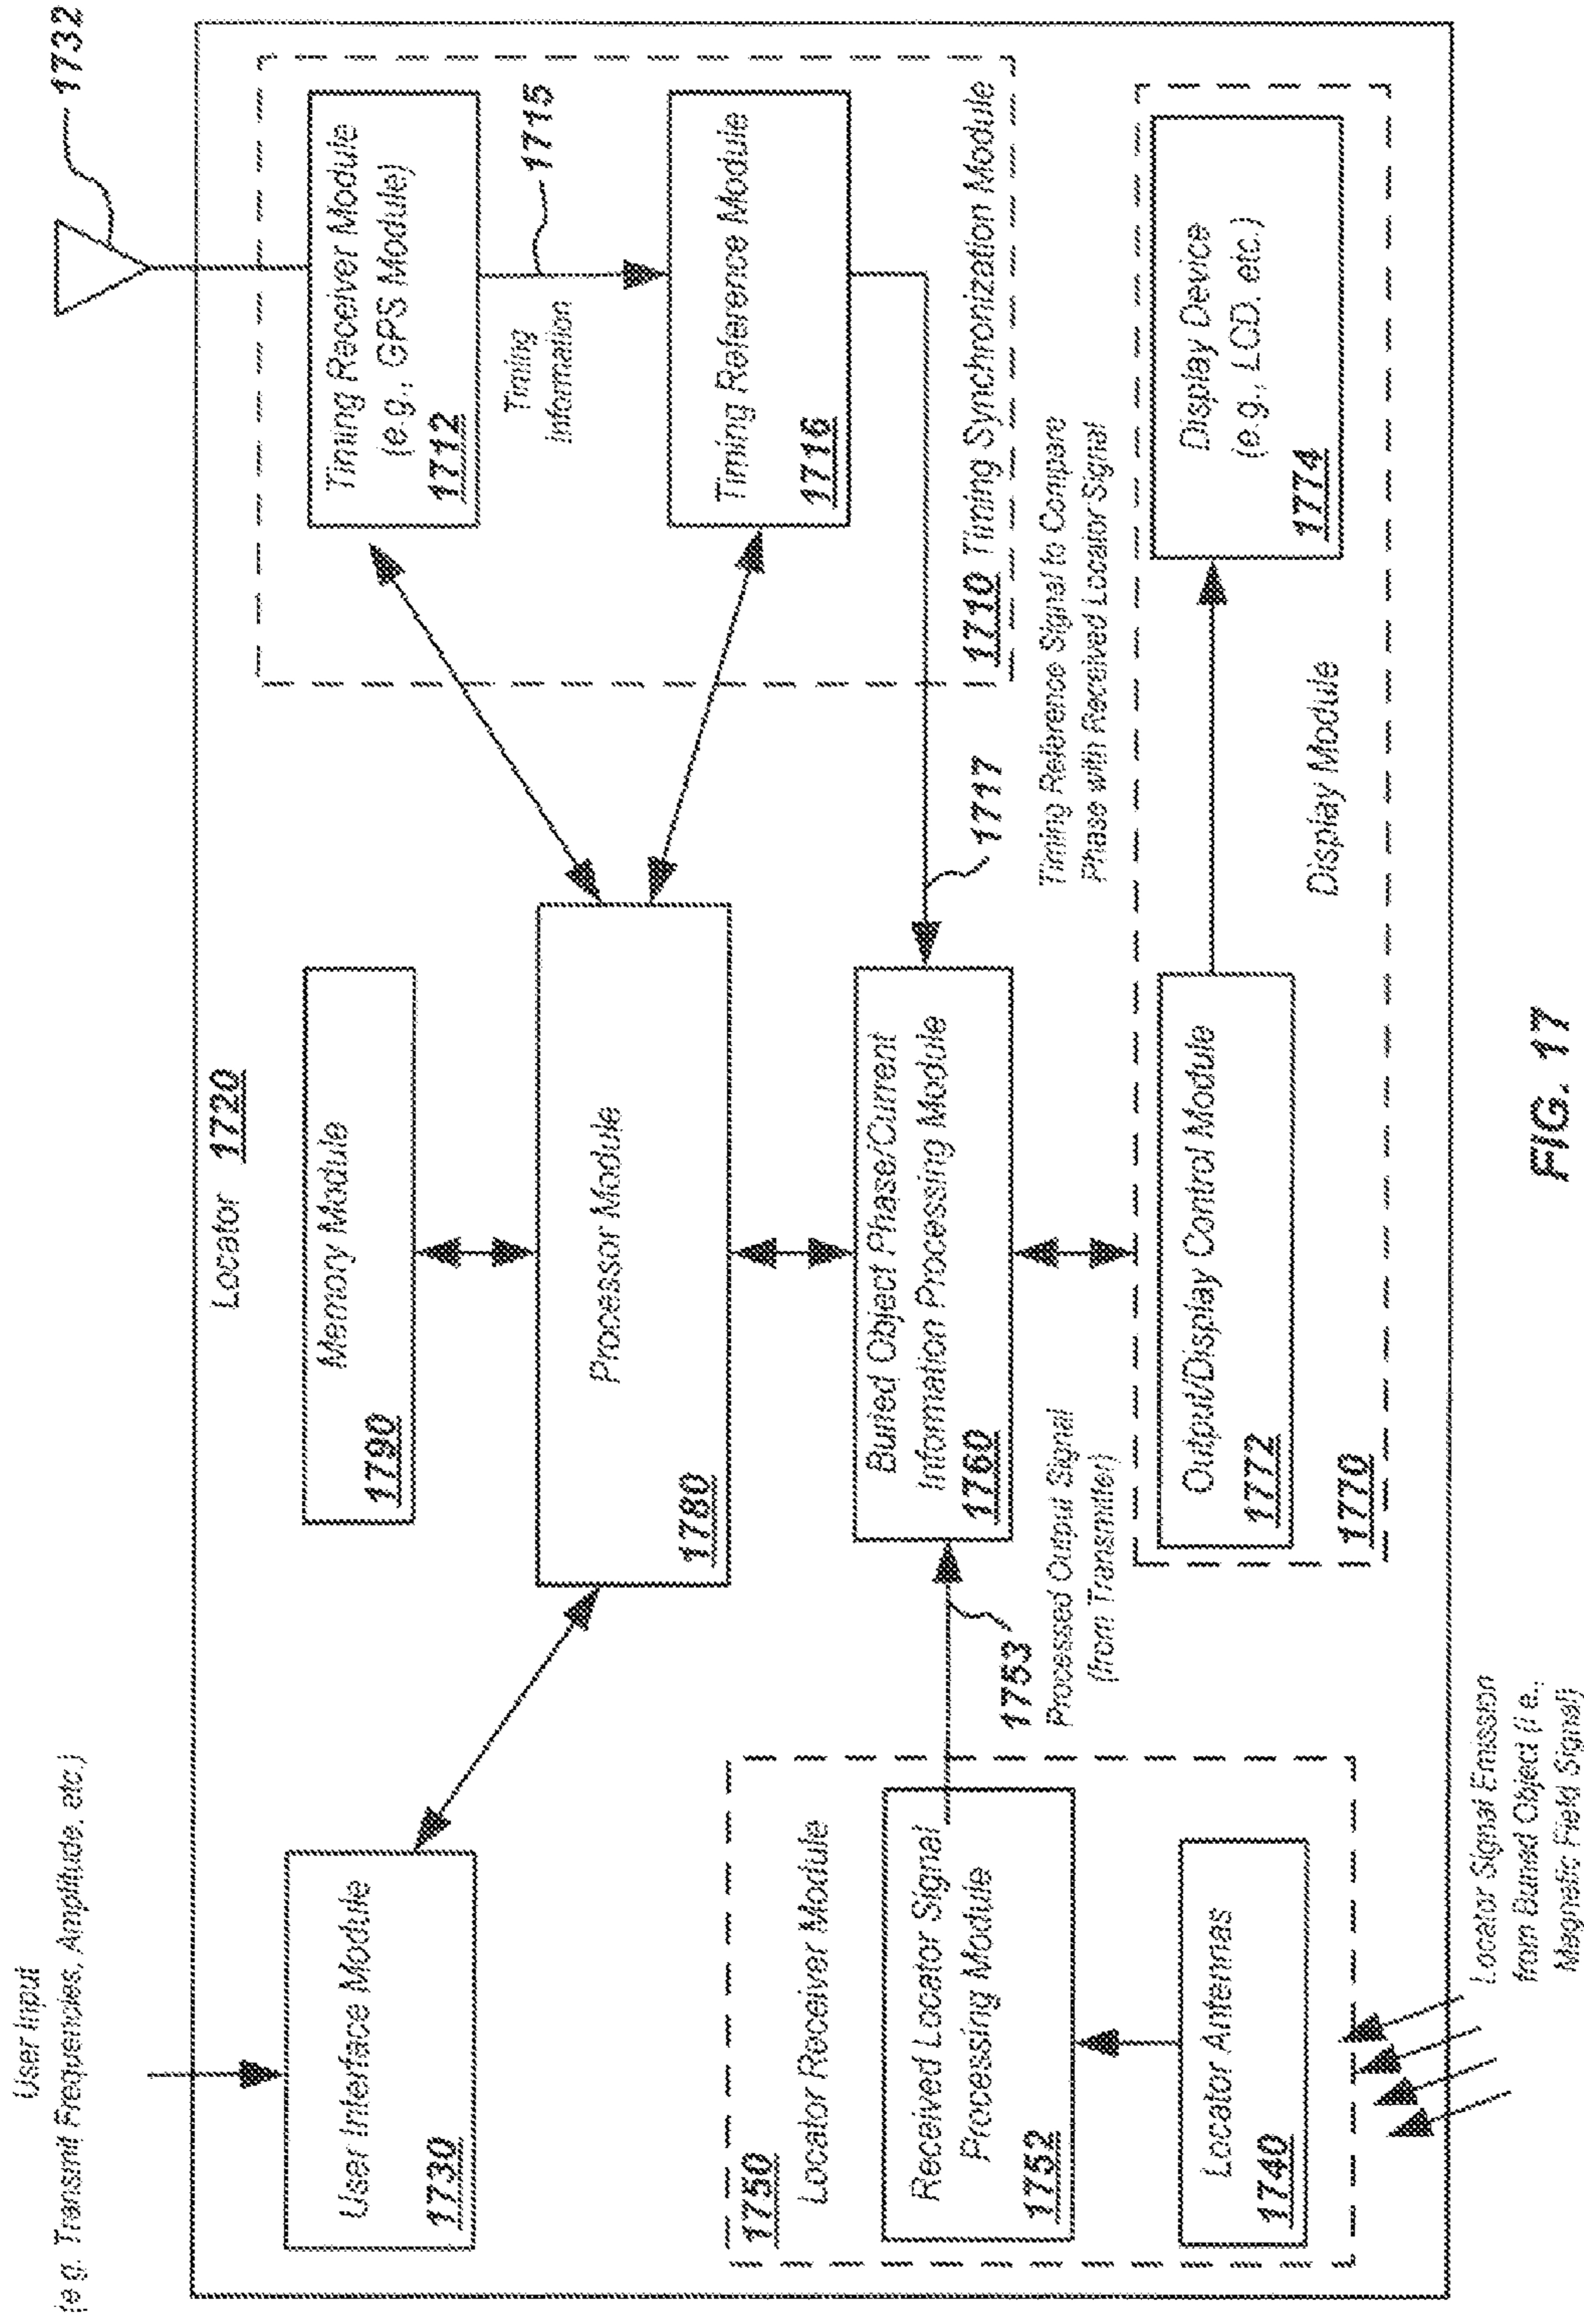 User Input
(e.g. Transmit Frequencies, Amplitude, etc.)
1732
Locator 1720
User Interface Module
1730
Memory Module
1790
Timing Receiver Module
(e.g., GPS Module)
1712
Timing
Information
1715
Processor Module
1780
Timing Reference Module
1716
1710 Timing Synchronization Module
1750
Locator Receiver Module
Received Locator Signal
Processing Module
1752
Locator Antennas
1740
1753
Processed Output Signal
(from Transmitter)
Buried Object Phase/Current
Information Processing Module
1760
1717
Timing Reference Signal to Compare
Phase with Received Locator Signal
Output/Display Control Module
1772
1770
Display Module
Display Device
(e.g., LCD, etc.)
1774
Locator Signal Emission
from Buried Object (i.e.,
Magnetic Field Signal)
FIG. 17